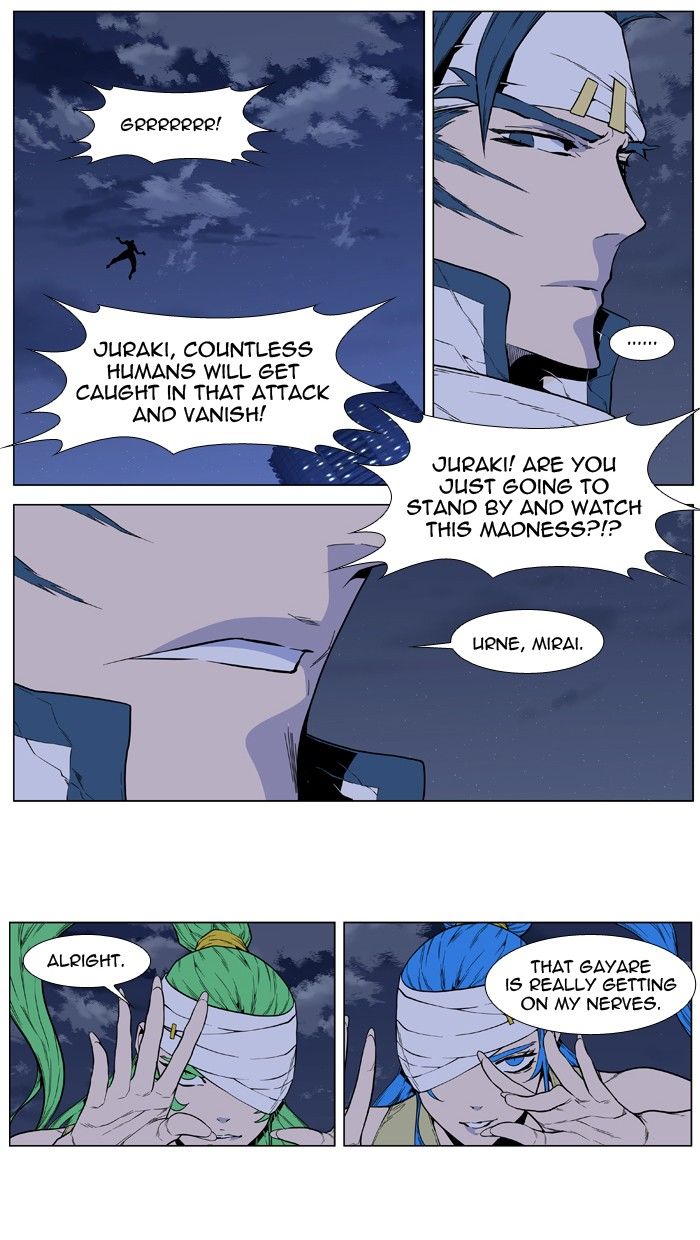 GRRRRRRR!
JURAKI, COUNTLESS
HUMANS WILL GET
CAUGHT IN THAT ATTACK
AND VANISH!
......
JURAKI! ARE YOU
JUST GOING TO
STAND BY AND WATCH
THIS MADNESS?!?
URNE, MIRAI.
ALRIGHT.
THAT GAYARE
IS REALLY GETTING
ON MY NERVES.